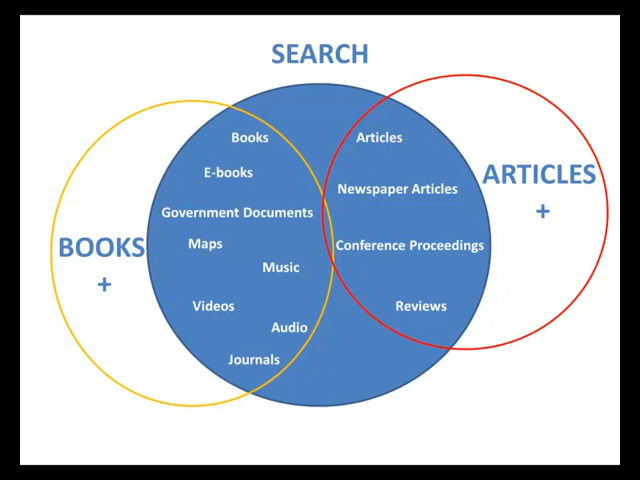 SEARCH
Books
Articles
E-books
Newspaper Articles
ARTICLES
+
Government Documents
Maps
Conference Proceedings
BOOKS
+
Music
Videos
Reviews
Audio
Journals